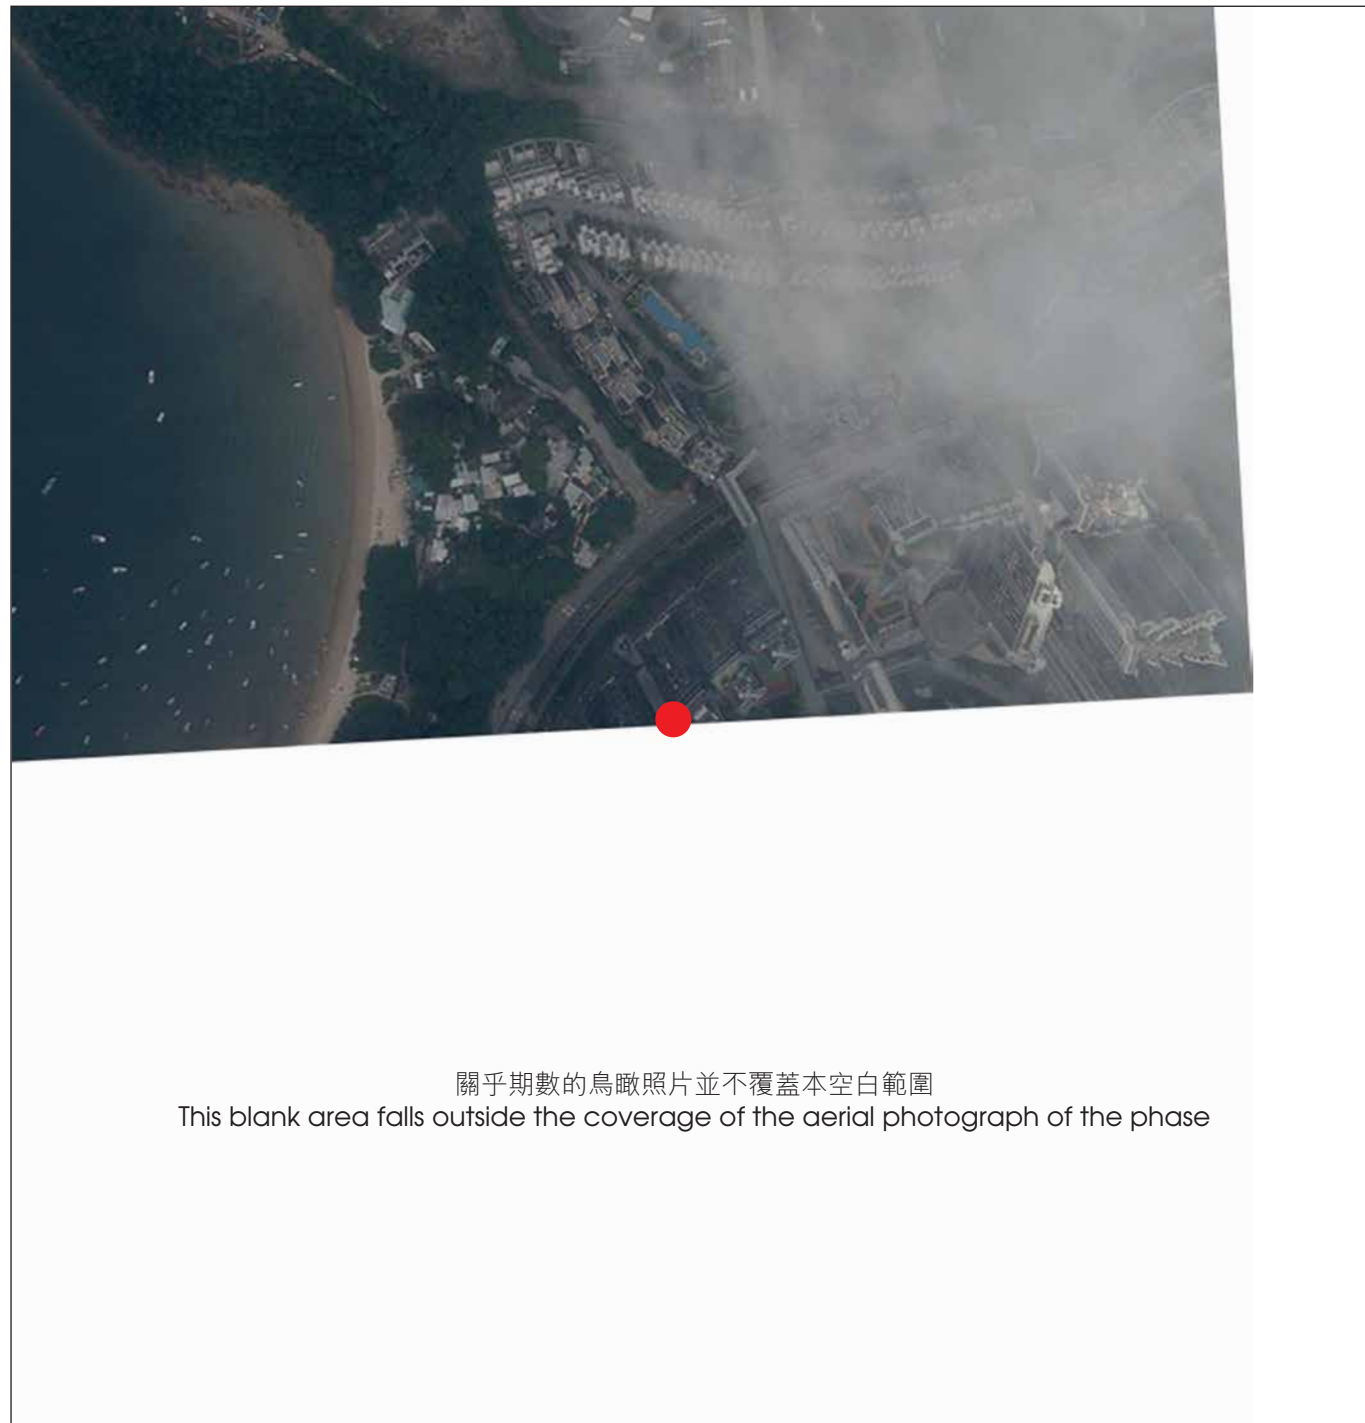 關乎期數的鳥瞰照片並不覆蓋本空白範圍
This blank area falls outside the coverage of the aerial photograph of the phase